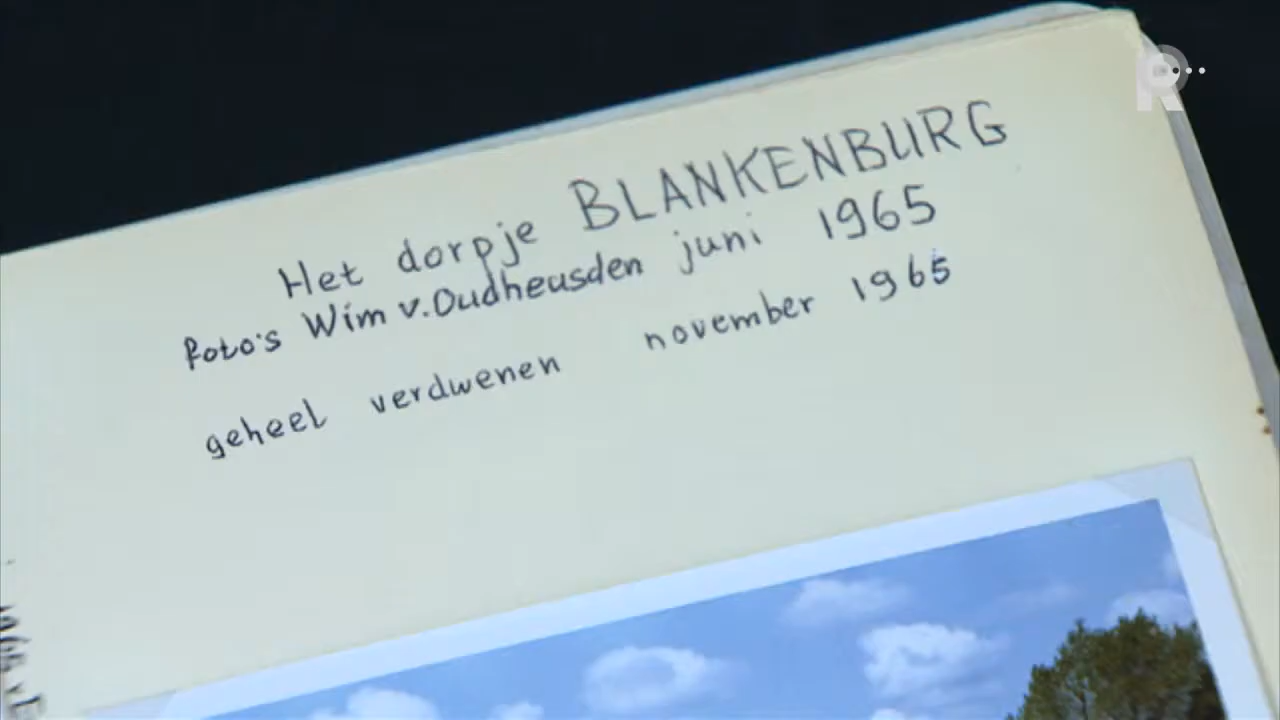 Het dorpje BLANKENBURG
foto's Wim v. Oudheusden juni 1965
geheel verdwenen november 1965
R